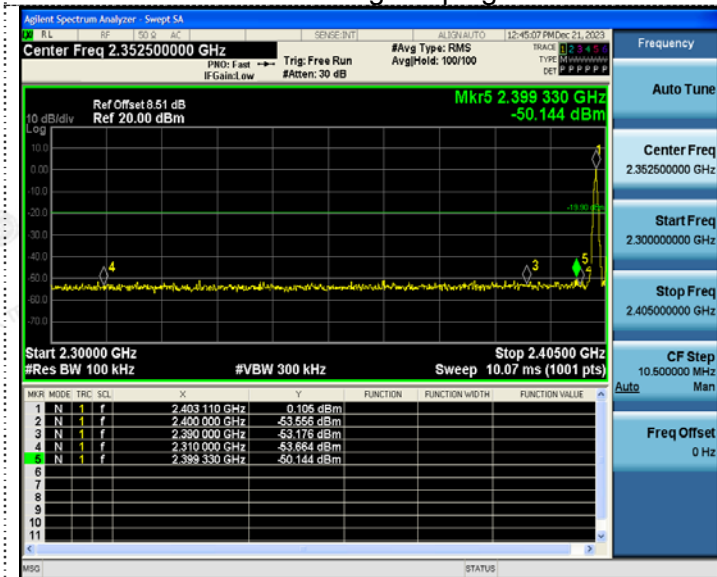 Agilent Spectrum Analyzer - Swept SA
RL RF 50 Ω AC SENSE:INT ALIGN AUTO 12:45:07 PM Dec 21, 2023
Center Freq 2.352500000 GHz
PNO: Fast
IFGain:Low
Trig: Free Run
#Atten: 30 dB
#Avg Type: RMS
Avg|Hold: 100/100
TRACE 1 2 3 4 5 6
TYPE M
DET P P P P P P
Ref Offset 8.51 dB
Ref 20.00 dBm
10 dB/div
Log
Mkr5 2.399 330 GHz
-50.144 dBm
10.0
0.00
-10.0
-20.0
-30.0
-40.0
-50.0
-60.0
-70.0
-19.90 dBm
1
4
3
5
Start 2.30000 GHz
Stop 2.40500 GHz
#Res BW 100 kHz
#VBW 300 kHz
Sweep 10.07 ms (1001 pts)
MKR MODE TRC SCL X Y FUNCTION FUNCTION WIDTH FUNCTION VALUE
1 N 1 f 2.403 110 GHz 0.105 dBm
2 N 1 f 2.400 000 GHz -53.556 dBm
3 N 1 f 2.390 000 GHz -53.176 dBm
4 N 1 f 2.310 000 GHz -53.664 dBm
5 N 1 f 2.399 330 GHz -50.144 dBm
6
7
8
9
10
11
MSG
STATUS
Frequency
Auto Tune
Center Freq
2.352500000 GHz
Start Freq
2.300000000 GHz
Stop Freq
2.405000000 GHz
CF Step
10.500000 MHz
Auto Man
Freq Offset
0 Hz